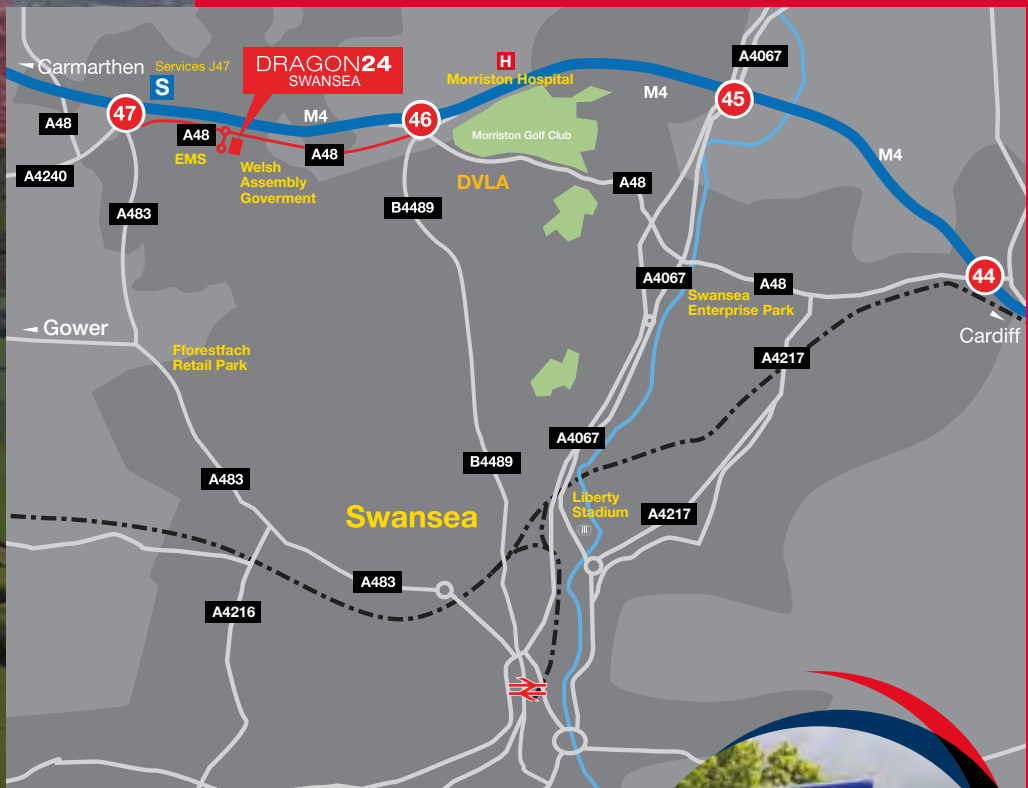 A4067
Carmarthen
Services J47
S
DRAGON24
SWANSEA
H
Morriston Hospital
M4
45
47
A48
A48
M4
46
Morriston Golf Club
EMS
A48
Welsh
Assembly
Goverment
M4
A4240
DVLA
A48
A483
B4489
A4067
Swansea
Enterprise Park
A48
44
Cardiff
Gower
Fforestfach
Retail Park
A4217
A4067
A483
B4489
Swansea
Liberty
Stadium
A4217
A483
A4216